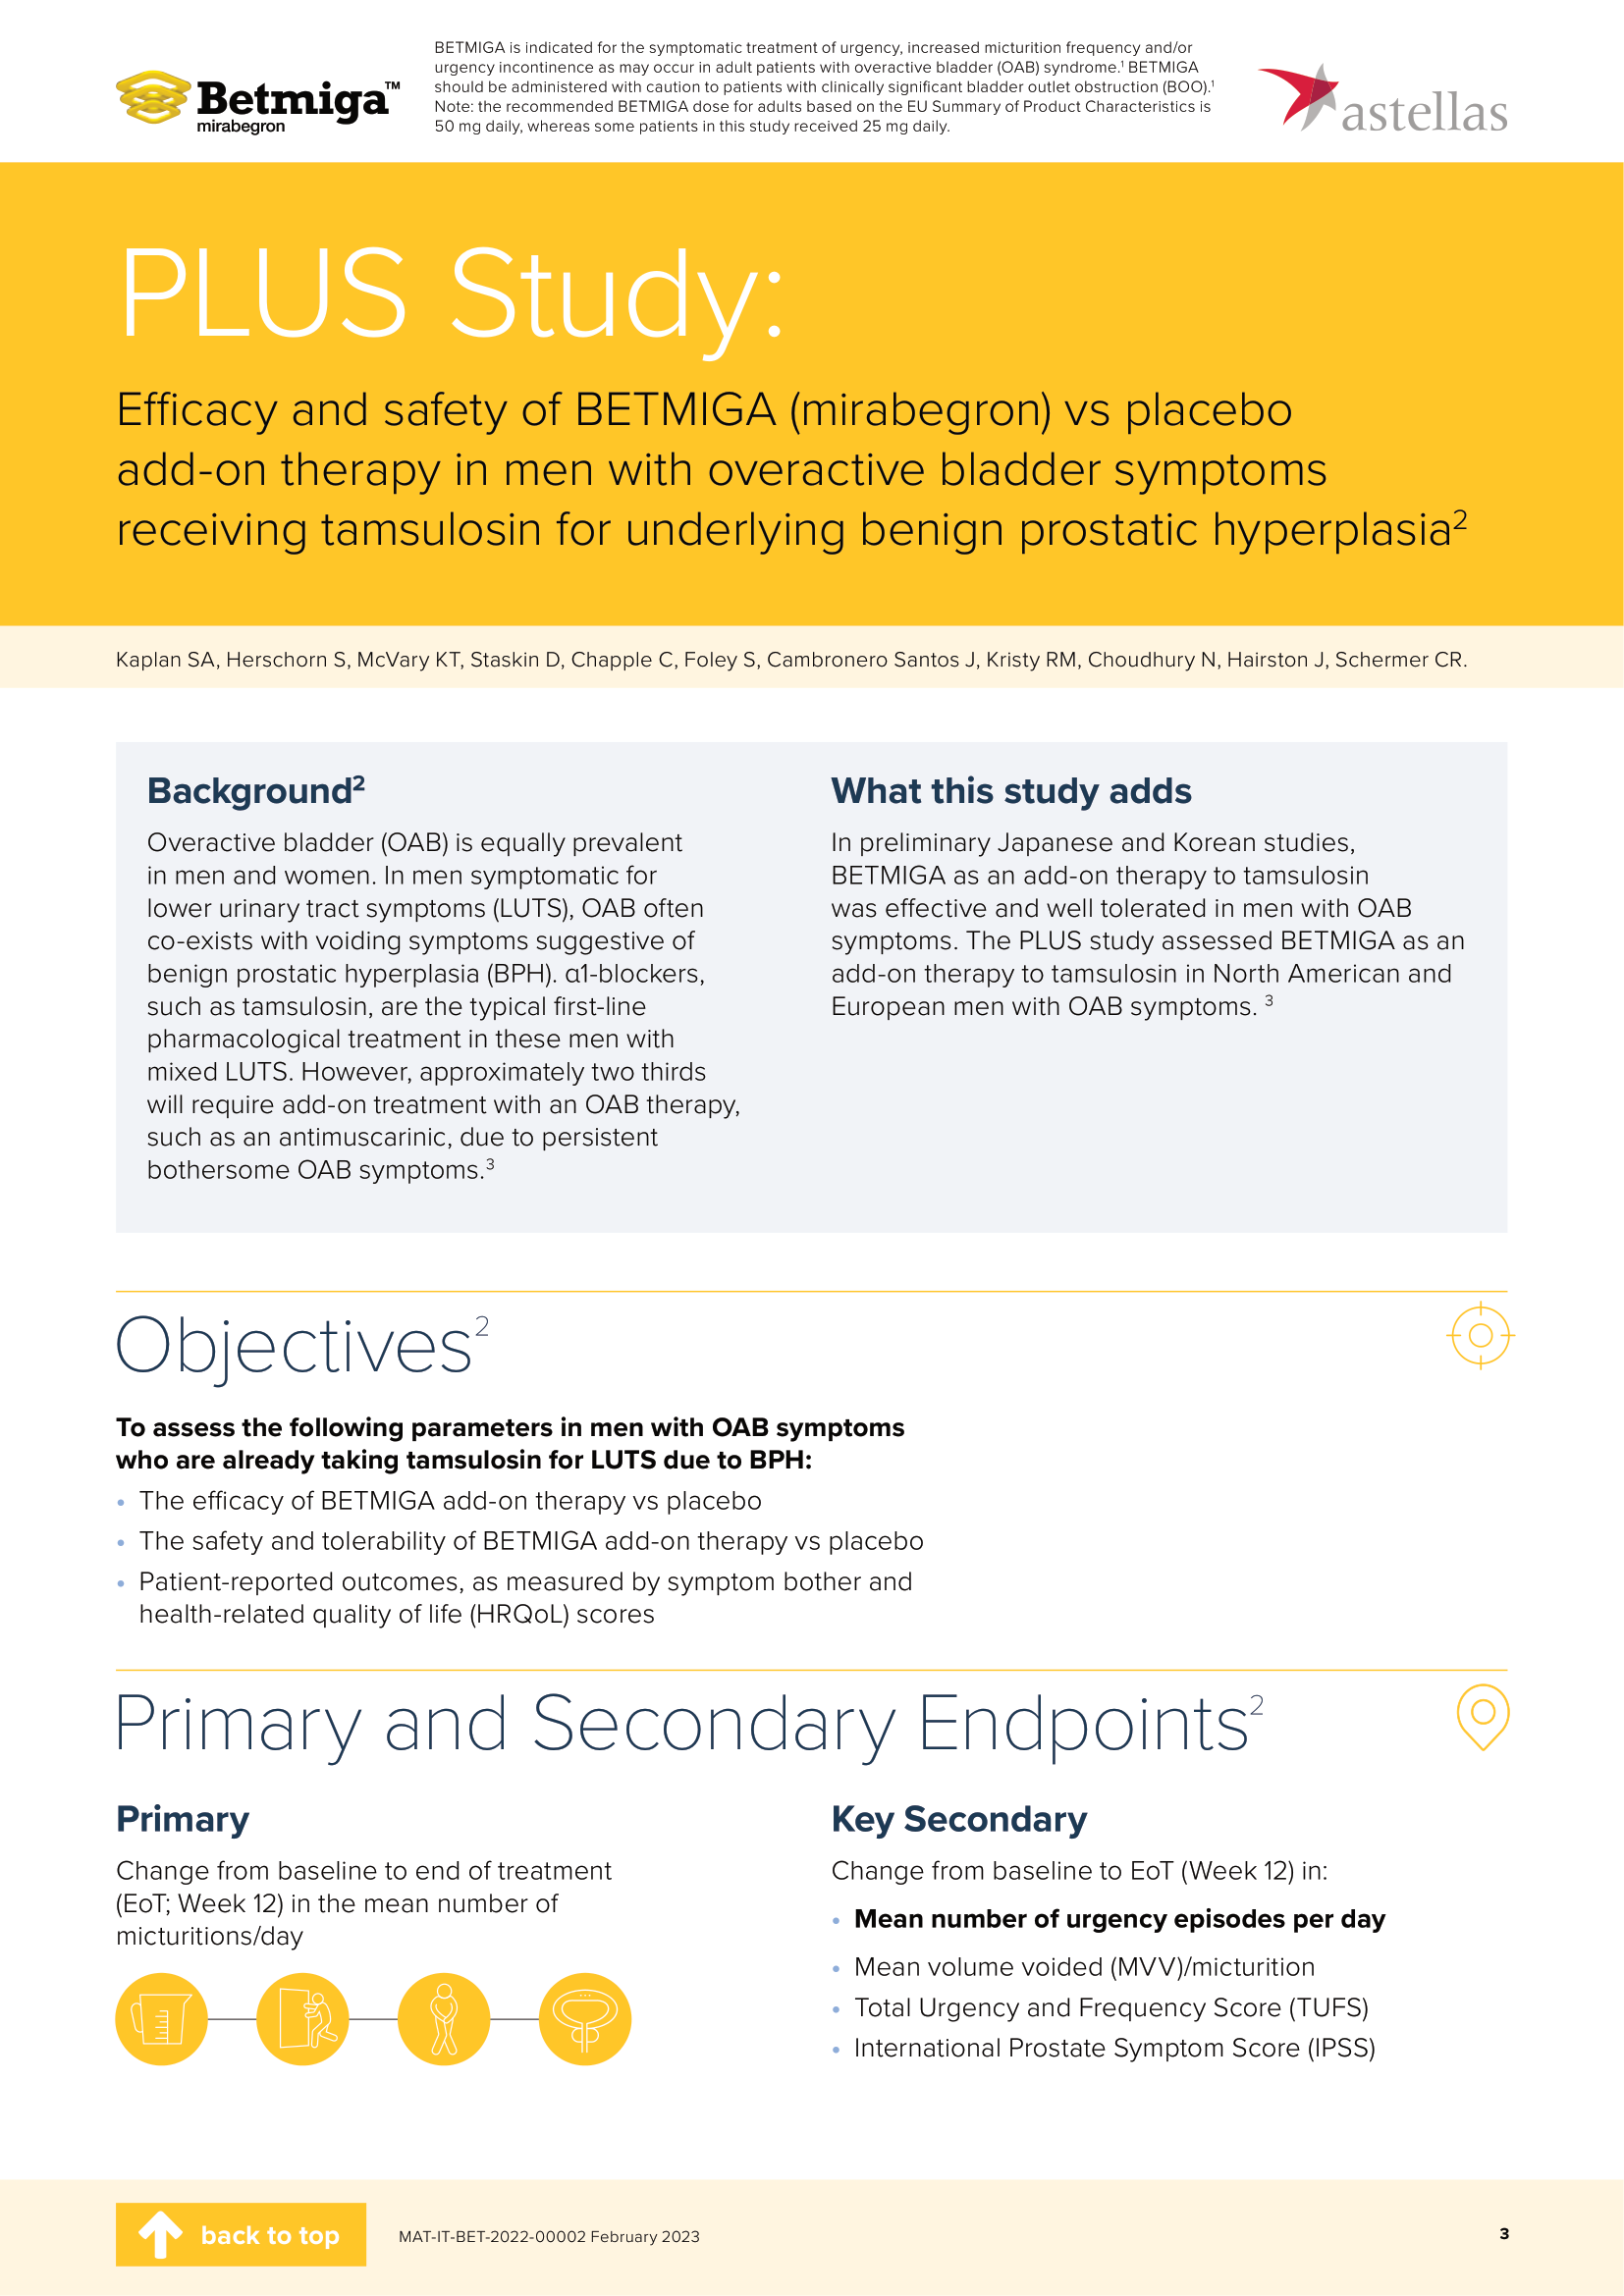 Betmiga™
mirabegron
BETMIGA is indicated for the symptomatic treatment of urgency, increased micturition frequency and/or
urgency incontinence as may occur in adult patients with overactive bladder (OAB) syndrome.¹ BETMIGA
should be administered with caution to patients with clinically significant bladder outlet obstruction (BOO).¹
Note: the recommended BETMIGA dose for adults based on the EU Summary of Product Characteristics is
50 mg daily, whereas some patients in this study received 25 mg daily.
astellas
PLUS Study:
Efficacy and safety of BETMIGA (mirabegron) vs placebo
add-on therapy in men with overactive bladder symptoms
receiving tamsulosin for underlying benign prostatic hyperplasia²
Kaplan SA, Herschorn S, McVary KT, Staskin D, Chapple C, Foley S, Cambronero Santos J, Kristy RM, Choudhury N, Hairston J, Schermer CR.
Background²
Overactive bladder (OAB) is equally prevalent
in men and women. In men symptomatic for
lower urinary tract symptoms (LUTS), OAB often
co-exists with voiding symptoms suggestive of
benign prostatic hyperplasia (BPH). α1-blockers,
such as tamsulosin, are the typical first-line
pharmacological treatment in these men with
mixed LUTS. However, approximately two thirds
will require add-on treatment with an OAB therapy,
such as an antimuscarinic, due to persistent
bothersome OAB symptoms.³
What this study adds
In preliminary Japanese and Korean studies,
BETMIGA as an add-on therapy to tamsulosin
was effective and well tolerated in men with OAB
symptoms. The PLUS study assessed BETMIGA as an
add-on therapy to tamsulosin in North American and
European men with OAB symptoms. ³
Objectives²
To assess the following parameters in men with OAB symptoms
who are already taking tamsulosin for LUTS due to BPH:
• The efficacy of BETMIGA add-on therapy vs placebo
• The safety and tolerability of BETMIGA add-on therapy vs placebo
• Patient-reported outcomes, as measured by symptom bother and
health-related quality of life (HRQoL) scores
Primary and Secondary Endpoints²
Primary
Change from baseline to end of treatment
(EoT; Week 12) in the mean number of
micturitions/day
Key Secondary
Change from baseline to EoT (Week 12) in:
• Mean number of urgency episodes per day
• Mean volume voided (MVV)/micturition
• Total Urgency and Frequency Score (TUFS)
• International Prostate Symptom Score (IPSS)
back to top
MAT-IT-BET-2022-00002 February 2023
3